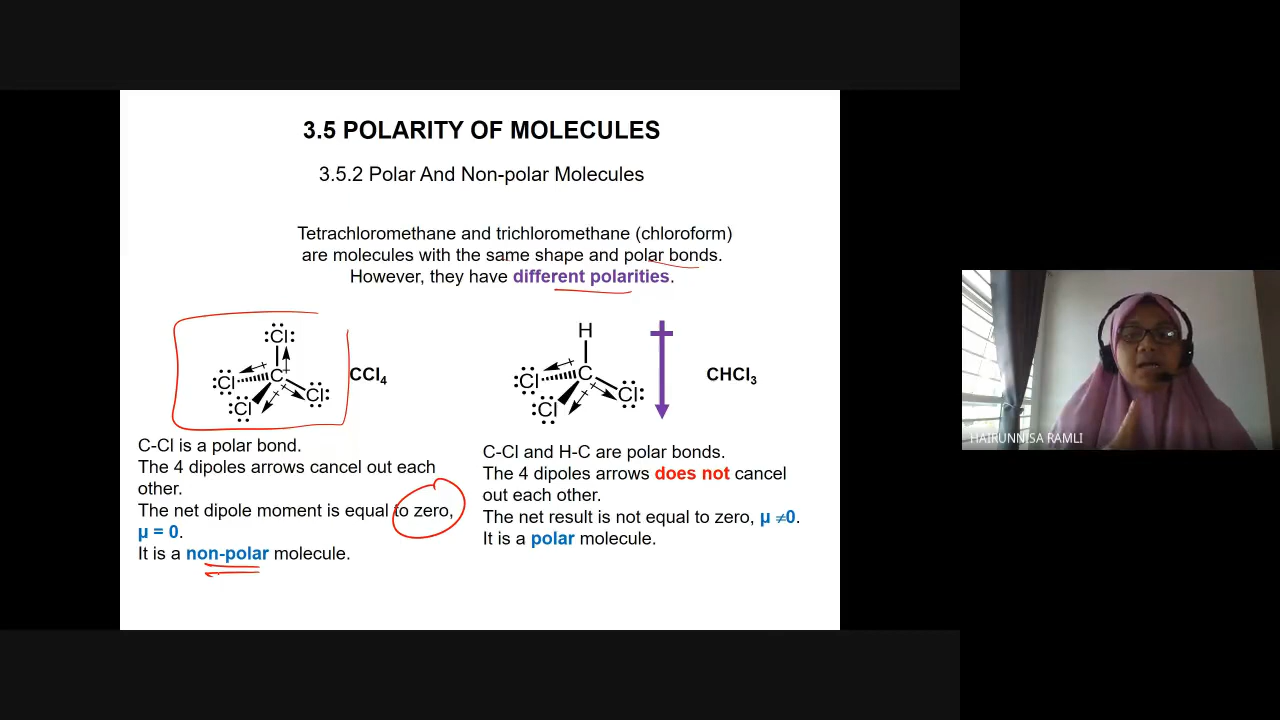 3.5 POLARITY OF MOLECULES
3.5.2 Polar And Non-polar Molecules
Tetrachloromethane and trichloromethane (chloroform)
are molecules with the same shape and polar bonds.
However, they have different polarities.
Cl
C
Cl
Cl
Cl
CCl₄
C-Cl is a polar bond.
The 4 dipoles arrows cancel out each
other.
The net dipole moment is equal to zero,
μ = 0.
It is a non-polar molecule.
H
C
Cl
Cl
Cl
CHCl₃
C-Cl and H-C are polar bonds.
The 4 dipoles arrows does not cancel
out each other.
The net result is not equal to zero, μ ≠0.
It is a polar molecule.
HAIRUNNISA RAMLI